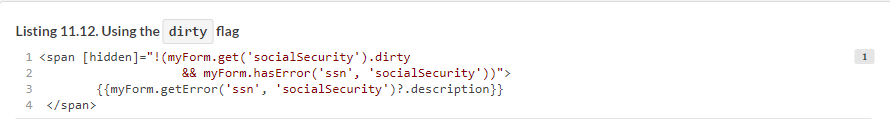 Listing 11.12. Using the dirty flag
1 <span [hidden]="!(myForm.get('socialSecurity').dirty 1
2 && myForm.hasError('ssn', 'socialSecurity'))">
3 {{myForm.getError('ssn', 'socialSecurity')?.description}}
4 </span>